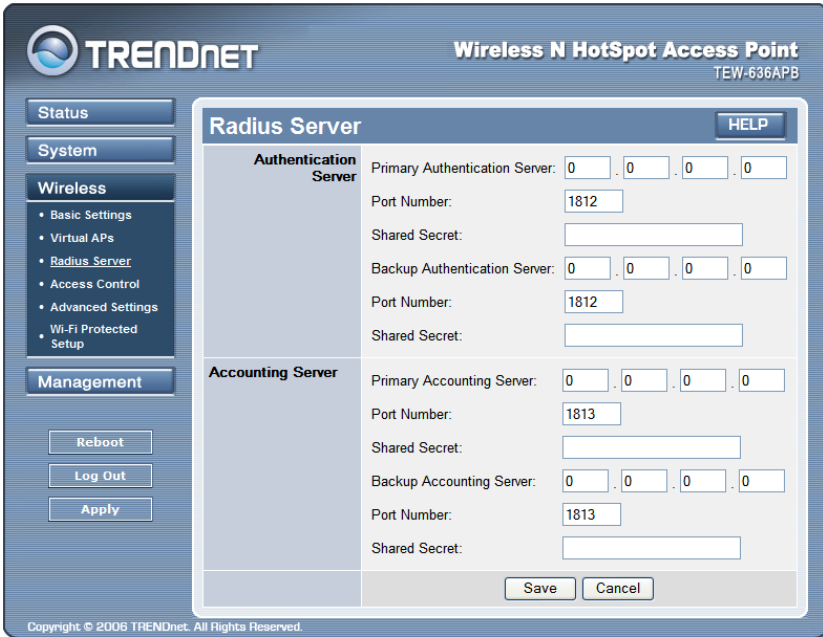 TRENDnet
Wireless N HotSpot Access Point
TEW-636APB
Status
System
Wireless
• Basic Settings
• Virtual APs
• Radius Server
• Access Control
• Advanced Settings
• Wi-Fi Protected
Setup
Management
Reboot
Log Out
Apply
Radius Server
HELP
Authentication
Server
Primary Authentication Server: 0 . 0 . 0 . 0
Port Number: 1812
Shared Secret:
Backup Authentication Server: 0 . 0 . 0 . 0
Port Number: 1812
Shared Secret:
Accounting Server
Primary Accounting Server: 0 . 0 . 0 . 0
Port Number: 1813
Shared Secret:
Backup Accounting Server: 0 . 0 . 0 . 0
Port Number: 1813
Shared Secret:
Save Cancel
Copyright © 2006 TRENDnet. All Rights Reserved.